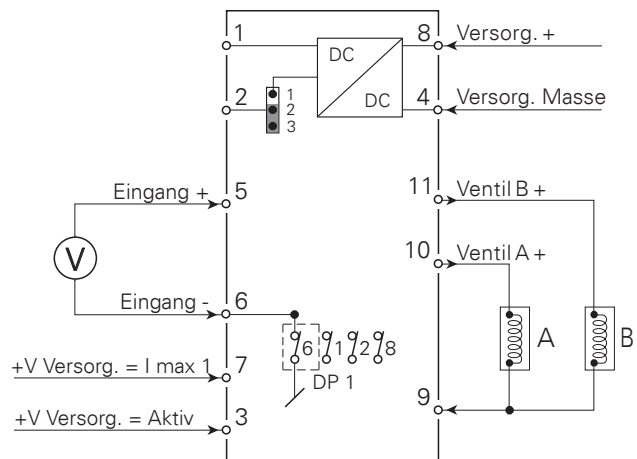 1
DC
DC
8
Versorg. +
2
1
2
3
4
Versorg. Masse
Eingang +
5
11
Ventil B +
V
10
Ventil A +
Eingang -
6
A
B
6
1
2
8
DP 1
+V Versorg. = I max 1
7
9
+V Versorg. = Aktiv
3